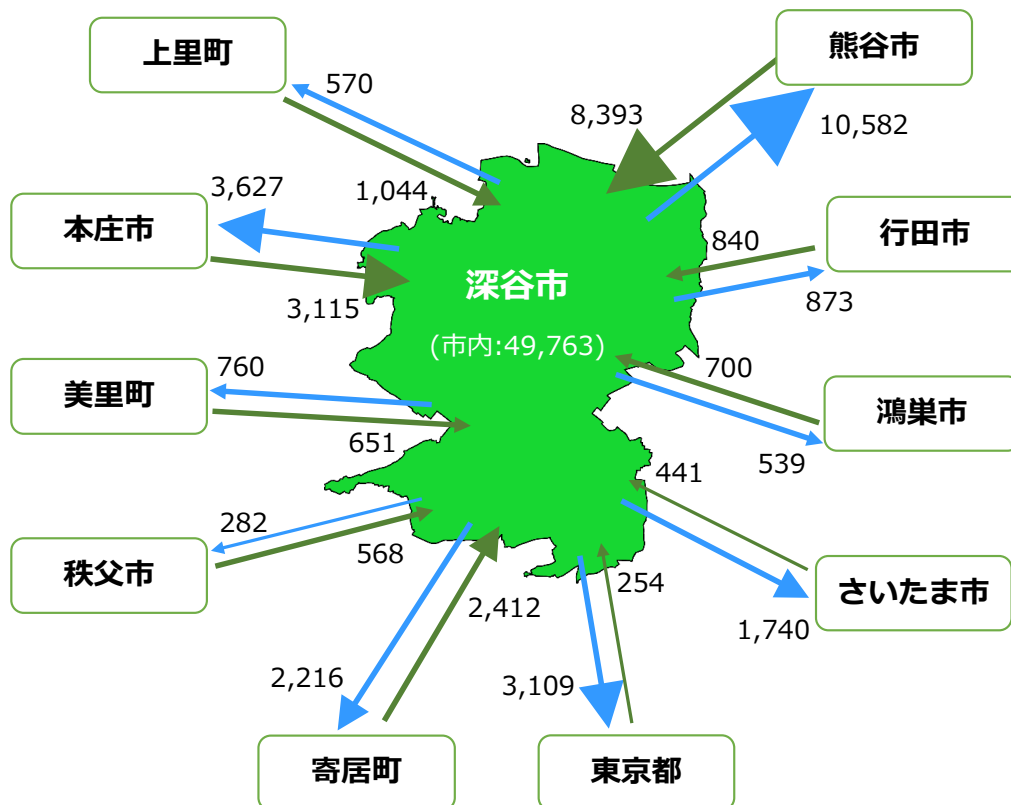 上里町
570
熊谷市
8,393
10,582
本庄市
3,627
1,044
行田市
840
873
深谷市
3,115
(市内:49,763)
美里町
760
651
鴻巣市
700
539
441
秩父市
282
568
さいたま市
1,740
2,412
254
2,216
3,109
寄居町
東京都